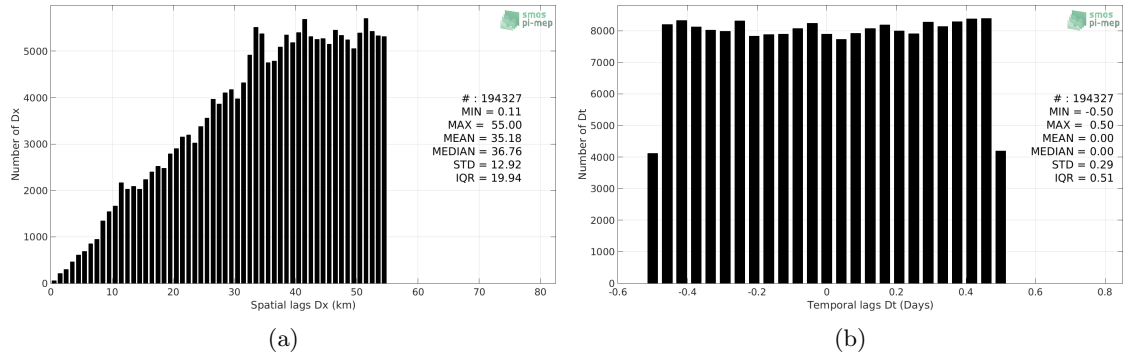 smos
pi-mep
Number of Dx
6000
5000
4000
3000
2000
1000
0
# : 194327
MIN = 0.11
MAX = 55.00
MEAN = 35.18
MEDIAN = 36.76
STD = 12.92
IQR = 19.94
0 10 20 30 40 50 60 70 80
Spatial lags Dx (km)
(a)
smos
pi-mep
Number of Dt
8000
7000
6000
5000
4000
3000
2000
1000
0
# : 194327
MIN = -0.50
MAX = 0.50
MEAN = 0.00
MEDIAN = 0.00
STD = 0.29
IQR = 0.51
-0.6 -0.4 -0.2 0 0.2 0.4 0.6 0.8
Temporal lags Dt (Days)
(b)